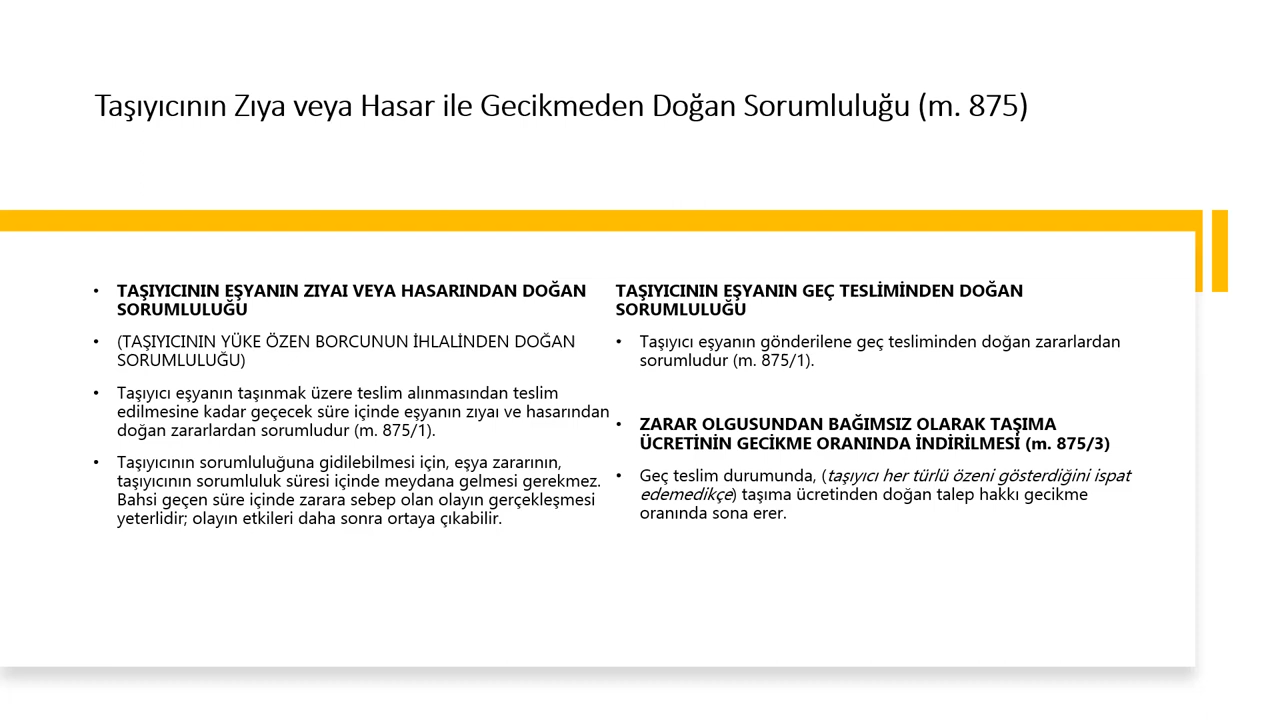 Taşıyıcının Zıya veya Hasar ile Gecikmeden Doğan Sorumluluğu (m. 875)
• TAŞIYICININ EŞYANIN ZIYAI VEYA HASARINDAN DOĞAN
SORUMLULUĞU
• (TAŞIYICININ YÜKE ÖZEN BORCUNUN İHLALİNDEN DOĞAN
SORUMLULUĞU)
• Taşıyıcı eşyanın taşınmak üzere teslim alınmasından teslim
edilmesine kadar geçecek süre içinde eşyanın zıyaı ve hasarından
doğan zararlardan sorumludur (m. 875/1).
• Taşıyıcının sorumluluğuna gidilebilmesi için, eşya zararının,
taşıyıcının sorumluluk süresi içinde meydana gelmesi gerekmez.
Bahsi geçen süre içinde zarara sebep olan olayın gerçekleşmesi
yeterlidir; olayın etkileri daha sonra ortaya çıkabilir.
TAŞIYICININ EŞYANIN GEÇ TESLİMİNDEN DOĞAN
SORUMLULUĞU
• Taşıyıcı eşyanın gönderilene geç tesliminden doğan zararlardan
sorumludur (m. 875/1).
• ZARAR OLGUSUNDAN BAĞIMSIZ OLARAK TAŞIMA
ÜCRETİNİN GECİKME ORANINDA İNDİRİLMESİ (m. 875/3)
• Geç teslim durumunda, (taşıyıcı her türlü özeni gösterdiğini ispat
edemedikçe) taşıma ücretinden doğan talep hakkı gecikme
oranında sona erer.